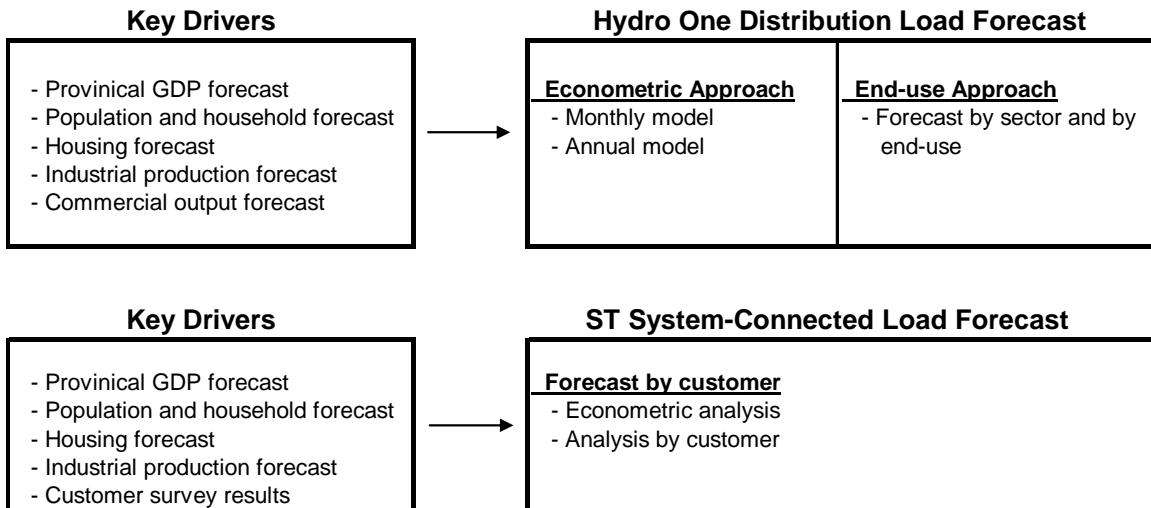 Key Drivers
- Provinical GDP forecast
- Population and household forecast
- Housing forecast
- Industrial production forecast
- Commercial output forecast
Hydro One Distribution Load Forecast
Econometric Approach
- Monthly model
- Annual model
End-use Approach
- Forecast by sector and by
end-use
Key Drivers
- Provinical GDP forecast
- Population and household forecast
- Housing forecast
- Industrial production forecast
- Customer survey results
ST System-Connected Load Forecast
Forecast by customer
- Econometric analysis
- Analysis by customer